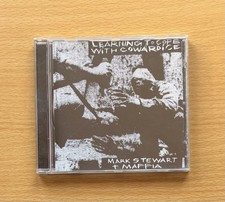 LEARNING TO COPE
WITH COWARDICE
MARK STEWART
+ MAFFIA